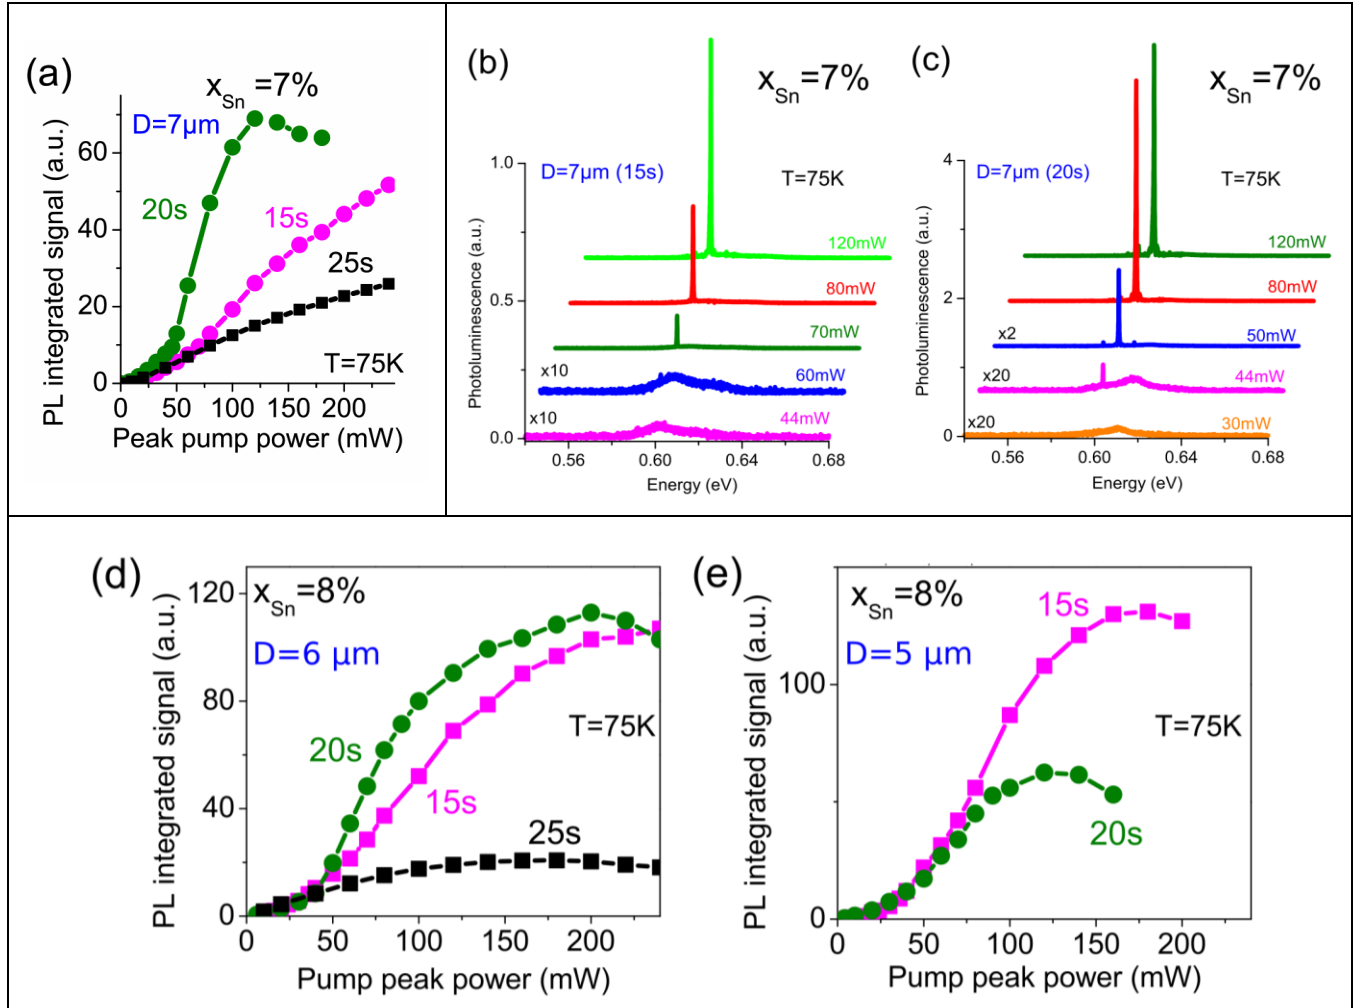 (a)
xSn =7%
D=7µm
20s
15s
25s
T=75K
PL integrated signal (a.u.)
60
40
20
0
0 50 100 150 200
Peak pump power (mW)
(b)
xSn=7%
D=7µm (15s)
T=75K
120mW
80mW
70mW
x10
60mW
x10
44mW
Photoluminescence (a.u.)
1.0
0.5
0.0
0.56 0.60 0.64 0.68
Energy (eV)
(c)
xSn=7%
D=7µm (20s)
T=75K
120mW
80mW
x2
50mW
x20
44mW
x20
30mW
Photoluminescence (a.u.)
4
2
0
0.56 0.60 0.64 0.68
Energy (eV)
(d)
xSn=8%
D=6 µm
T=75K
20s
15s
25s
PL integrated signal (a.u.)
120
80
40
0
50 100 150 200
Pump peak power (mW)
(e)
xSn=8%
15s
D=5 µm
T=75K
20s
PL integrated signal (a.u.)
100
0
0 50 100 150 200
Pump peak power (mW)